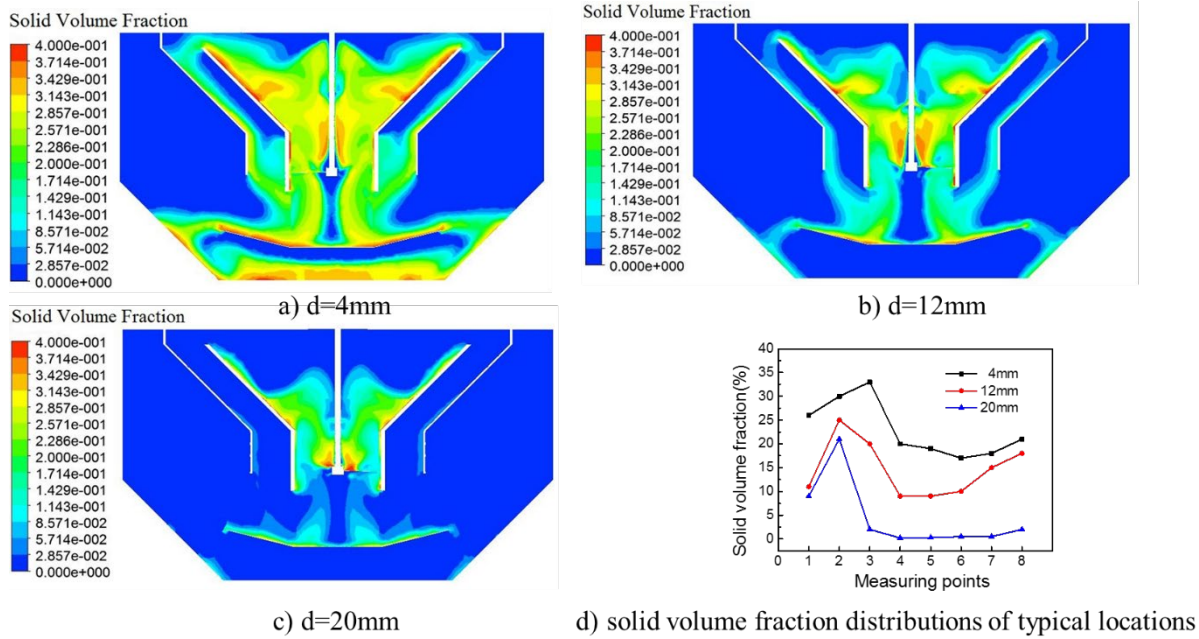 Solid Volume Fraction
4.000e-001
3.714e-001
3.429e-001
3.143e-001
2.857e-001
2.571e-001
2.286e-001
2.000e-001
1.714e-001
1.429e-001
1.143e-001
8.571e-002
5.714e-002
2.857e-002
0.000e+000
a) d=4mm
Solid Volume Fraction
4.000e-001
3.714e-001
3.429e-001
3.143e-001
2.857e-001
2.571e-001
2.286e-001
2.000e-001
1.714e-001
1.429e-001
1.143e-001
8.571e-002
5.714e-002
2.857e-002
0.000e+000
b) d=12mm
Solid Volume Fraction
4.000e-001
3.714e-001
3.429e-001
3.143e-001
2.857e-001
2.571e-001
2.286e-001
2.000e-001
1.714e-001
1.429e-001
1.143e-001
8.571e-002
5.714e-002
2.857e-002
0.000e+000
c) d=20mm
Solid volume fraction(%)
40
35
30
25
20
15
10
5
0
4mm
12mm
20mm
0 1 2 3 4 5 6 7 8 9
Measuring points
d) solid volume fraction distributions of typical locations